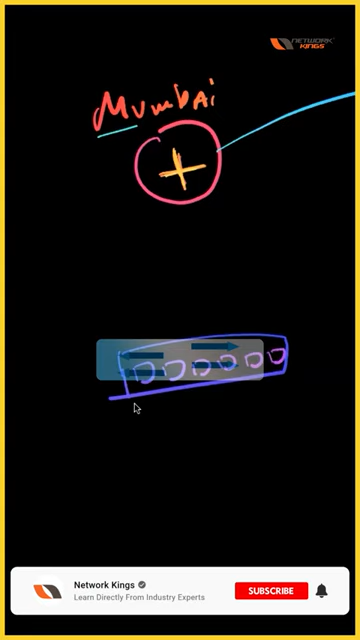 NETWORK
KINGS
MumbAi
Network Kings
Learn Directly From Industry Experts
SUBSCRIBE